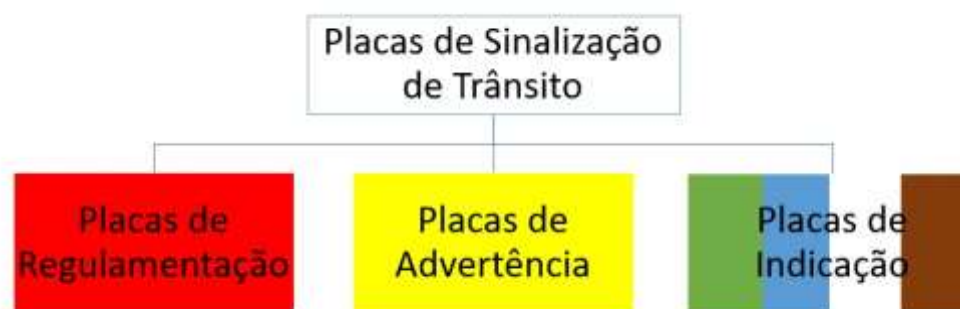 Placas de Sinalização
de Trânsito
Placas de
Regulamentação
Placas de
Advertência
Placas de
Indicação